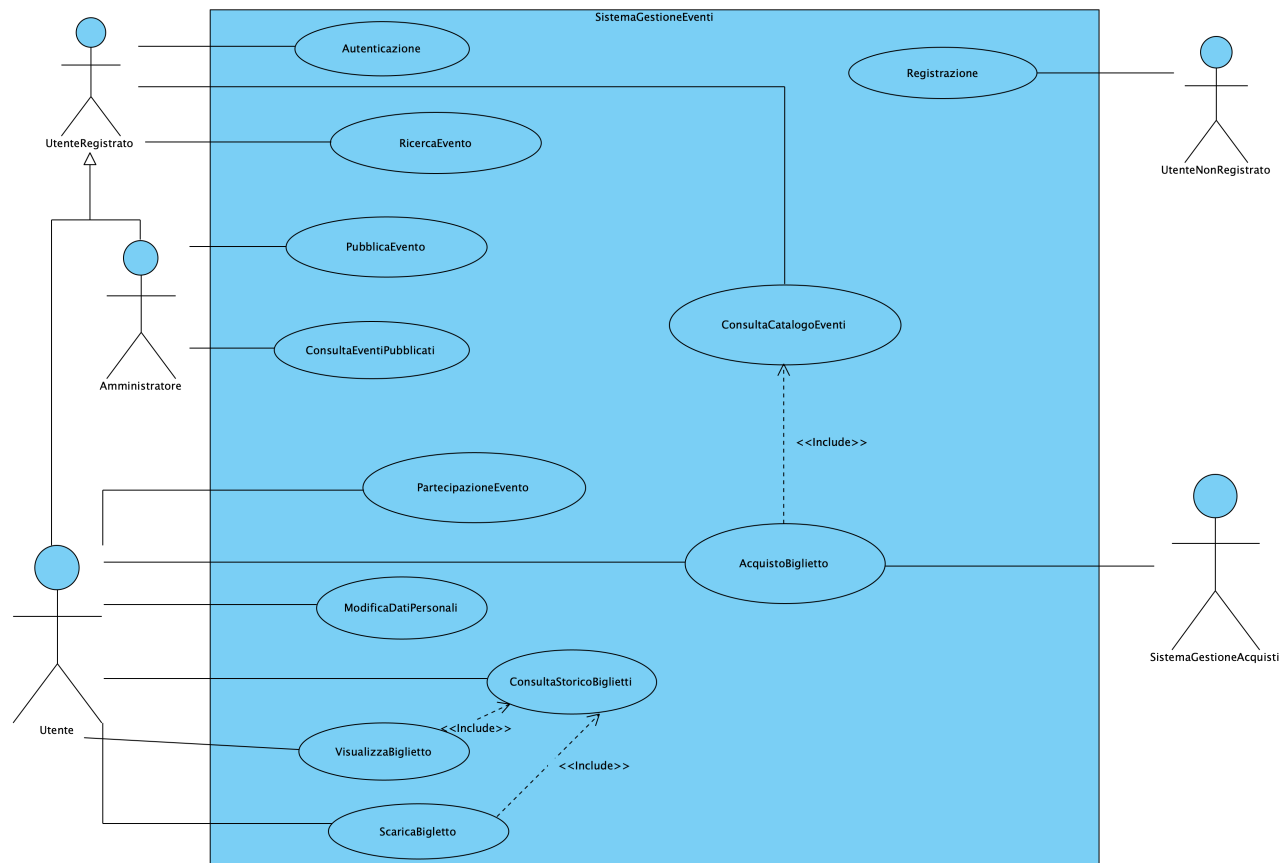 SistemaGestioneEventi
Autenticazione
Registrazione
RicercaEvento
UtenteRegistrato
UtenteNonRegistrato
PubblicaEvento
ConsultaCatalogoEventi
ConsultaEventiPubblicati
Amministratore
<<Include>>
PartecipazioneEvento
AcquistoBiglietto
ModificaDatiPersonali
SistemaGestioneAcquisti
ConsultaStoricoBiglietti
Utente
<<Include>>
VisualizzaBiglietto
<<Include>>
ScaricaBigletto